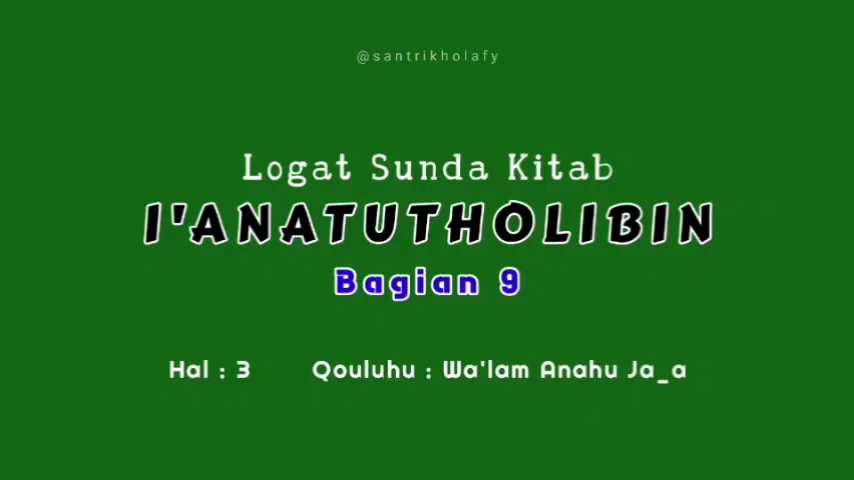 @santrikholafy
Logat Sunda Kitab
I'ANATUTHOLIBIN
Bagian 9
Hal : 3 Qouluhu : Wa'lam Anahu Ja_a